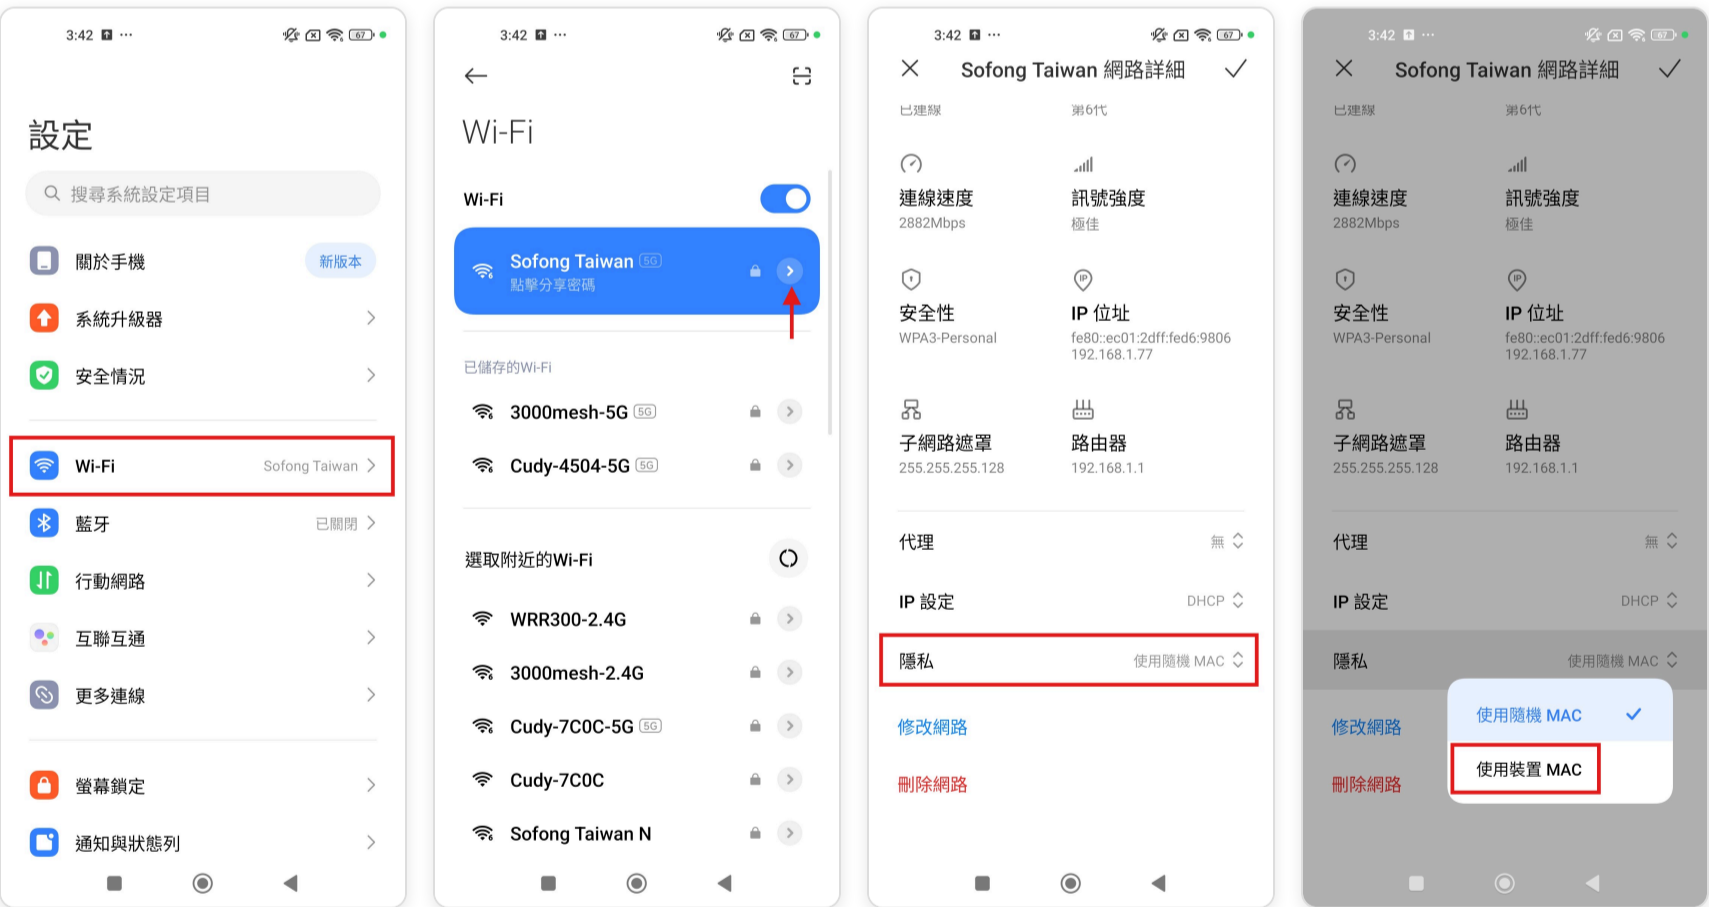 3:42
設定
搜尋系統設定項目
關於手機 新版本
系統升級器
安全情況
Wi-Fi Sofong Taiwan
藍牙 已關閉
行動網路
互聯互通
更多連線
螢幕鎖定
通知與狀態列
3:42
Wi-Fi
Wi-Fi
Sofong Taiwan 5G
點擊分享密碼
已儲存的Wi-Fi
3000mesh-5G 5G
Cudy-4504-5G 5G
選取附近的Wi-Fi
WRR300-2.4G
3000mesh-2.4G
Cudy-7C0C-5G 5G
Cudy-7C0C
Sofong Taiwan N
3:42 67
Sofong Taiwan 網路詳細
已連線 第6代
連線速度 訊號強度
2882Mbps 極佳
安全性 IP 位址
WPA3-Personal fe80::ec01:2dff:fed6:9806
192.168.1.77
子網路遮罩 路由器
255.255.255.128 192.168.1.1
代理 無
IP 設定 DHCP
隱私 使用隨機 MAC
修改網路
刪除網路
3:42 67
Sofong Taiwan 網路詳細
已連線 第6代
連線速度 訊號強度
2882Mbps 極佳
安全性 IP 位址
WPA3-Personal fe80::ec01:2dff:fed6:9806
192.168.1.77
子網路遮罩 路由器
255.255.255.128 192.168.1.1
代理 無
IP 設定 DHCP
隱私 使用隨機 MAC
修改網路
使用隨機 MAC
使用裝置 MAC
刪除網路